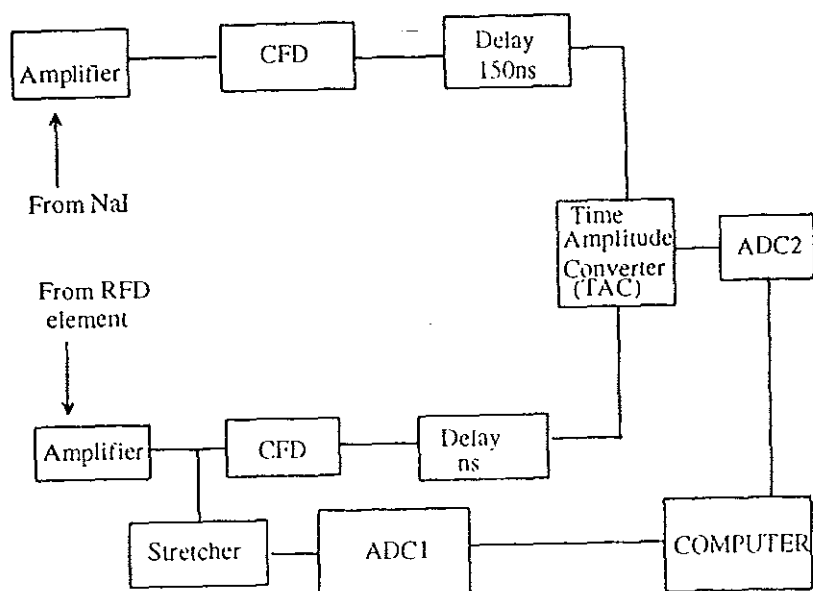 Amplifier
CFD
Delay
150ns
From NaI
Time
Amplitude
Converter
(TAC)
ADC2
From RFD
element
Amplifier
CFD
Delay
ns
Stretcher
ADC1
COMPUTER